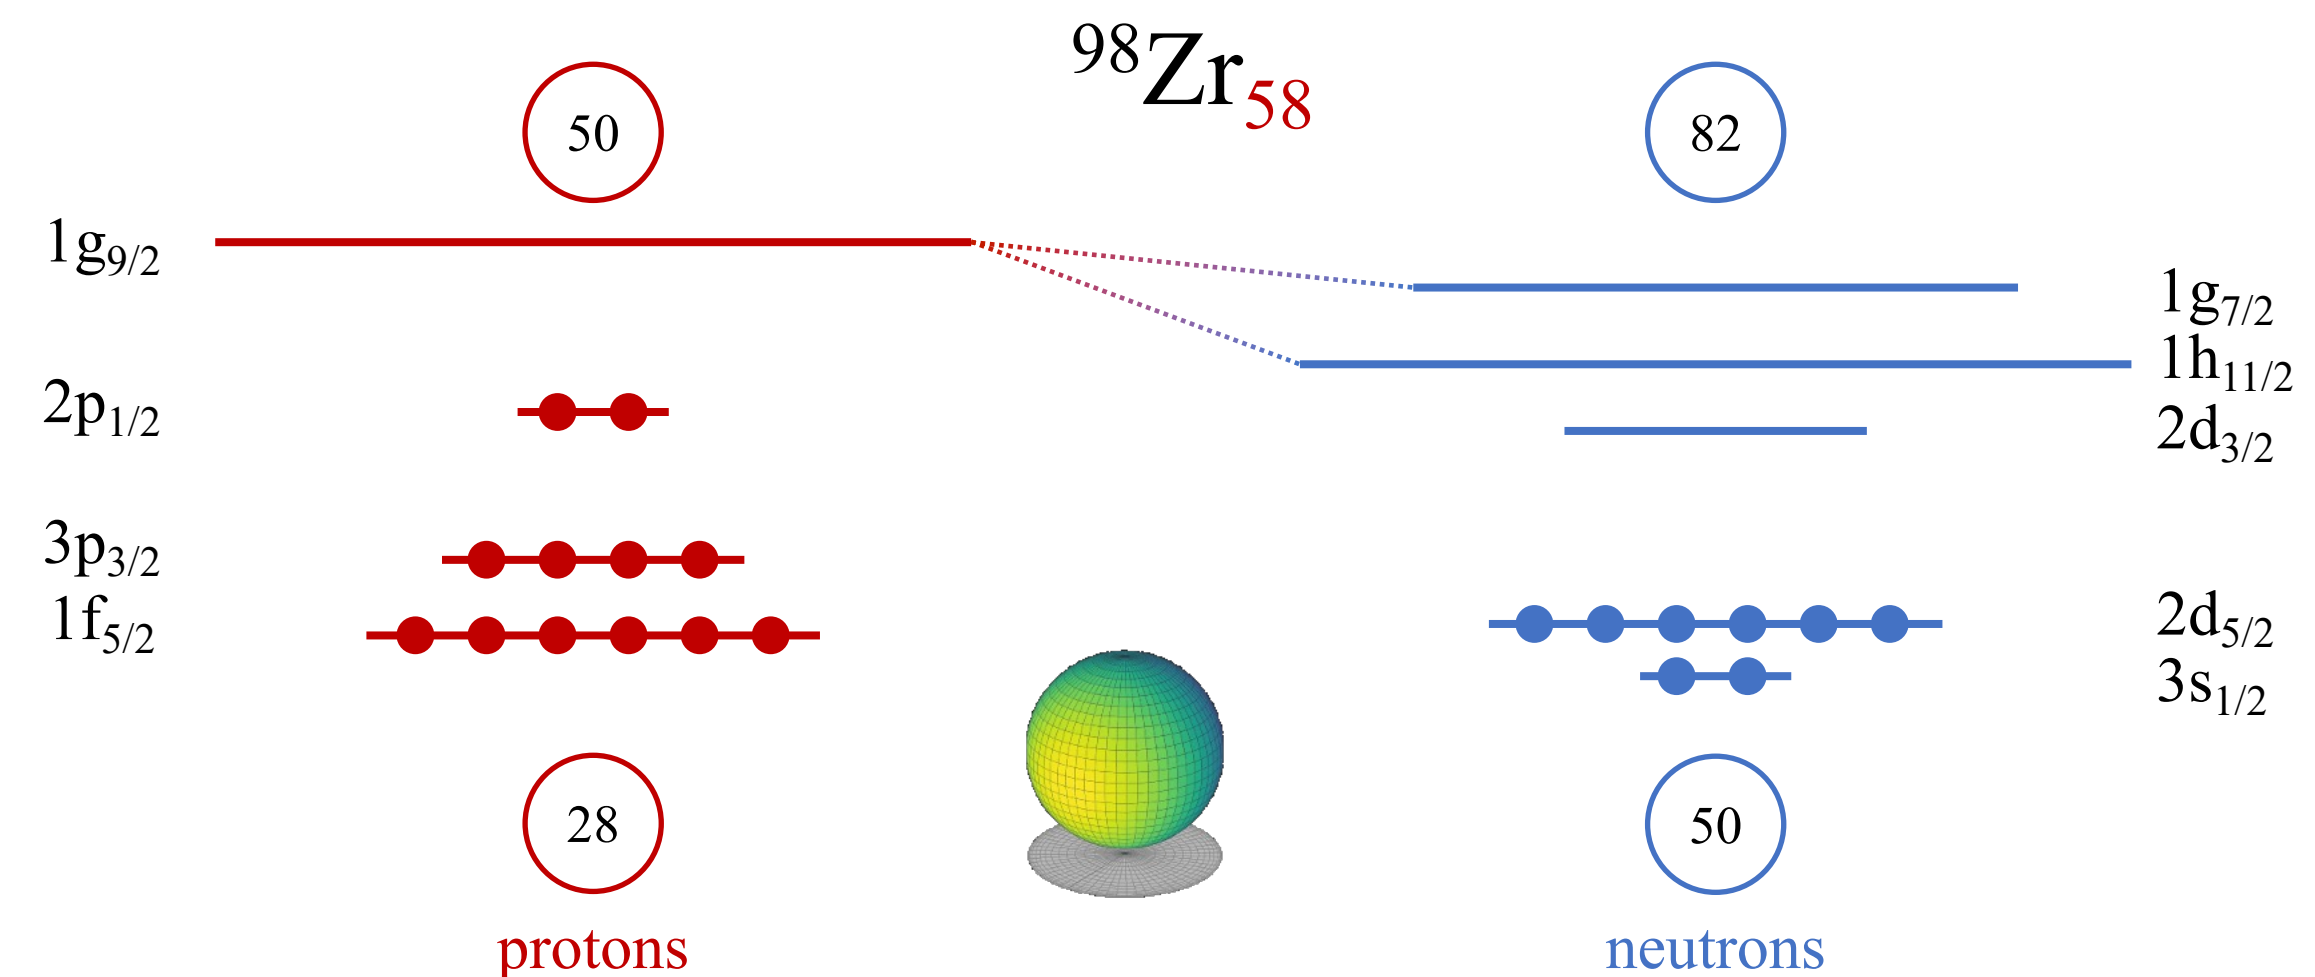 ⁹⁸Zr₅₈
50
82
1g₉/₂
1g₇/₂
1h₁₁/₂
2p₁/₂
2d₃/₂
3p₃/₂
1f₅/₂
2d₅/₂
3s₁/₂
28
50
protons
neutrons